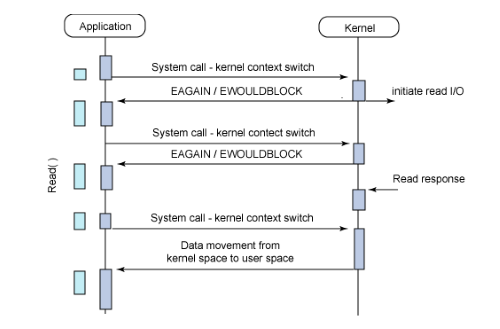 Application
Kernel
System call - kernel context switch
EAGAIN / EWOULDBLOCK
initiate read I/O
System call - kernel contect switch
EAGAIN / EWOULDBLOCK
Read( )
Read response
System call - kernel context switch
Data movement from
kernel space to user space